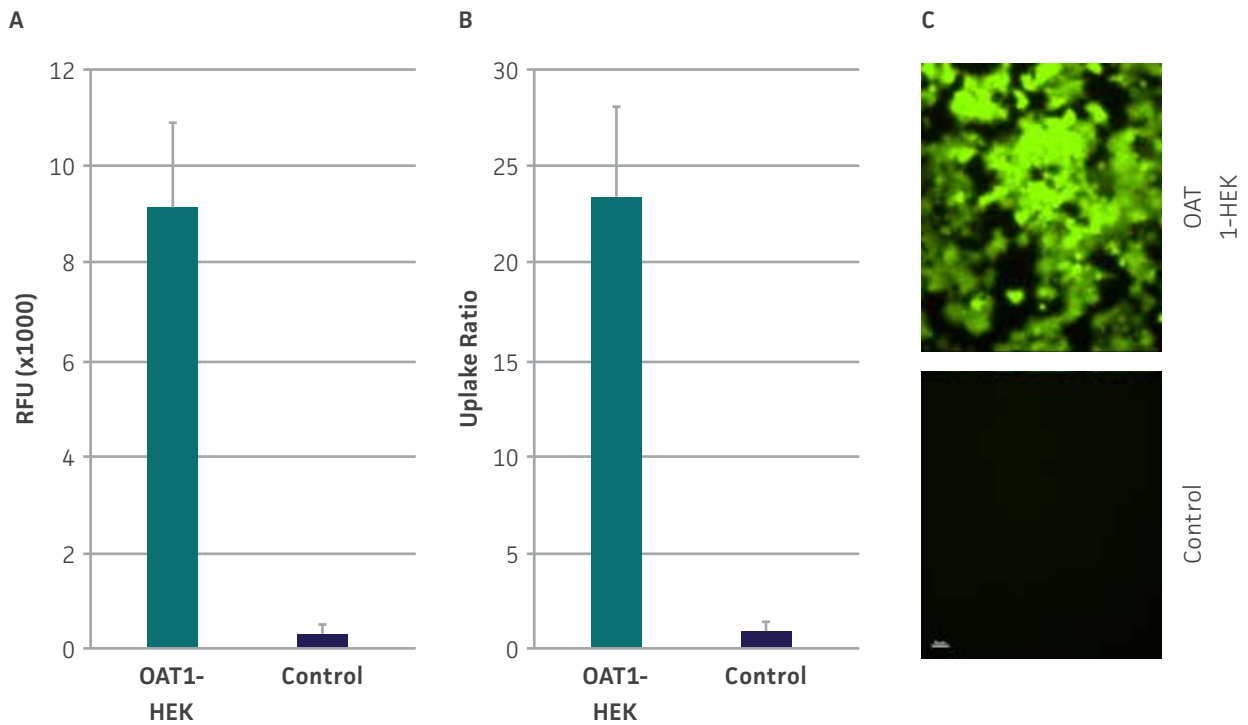 A
RFU (x1000)
12
10
8
6
4
2
0
OAT1-
HEK
Control
B
Uplake Ratio
30
25
20
15
10
5
0
OAT1-
HEK
Control
C
OAT
1-HEK
Control